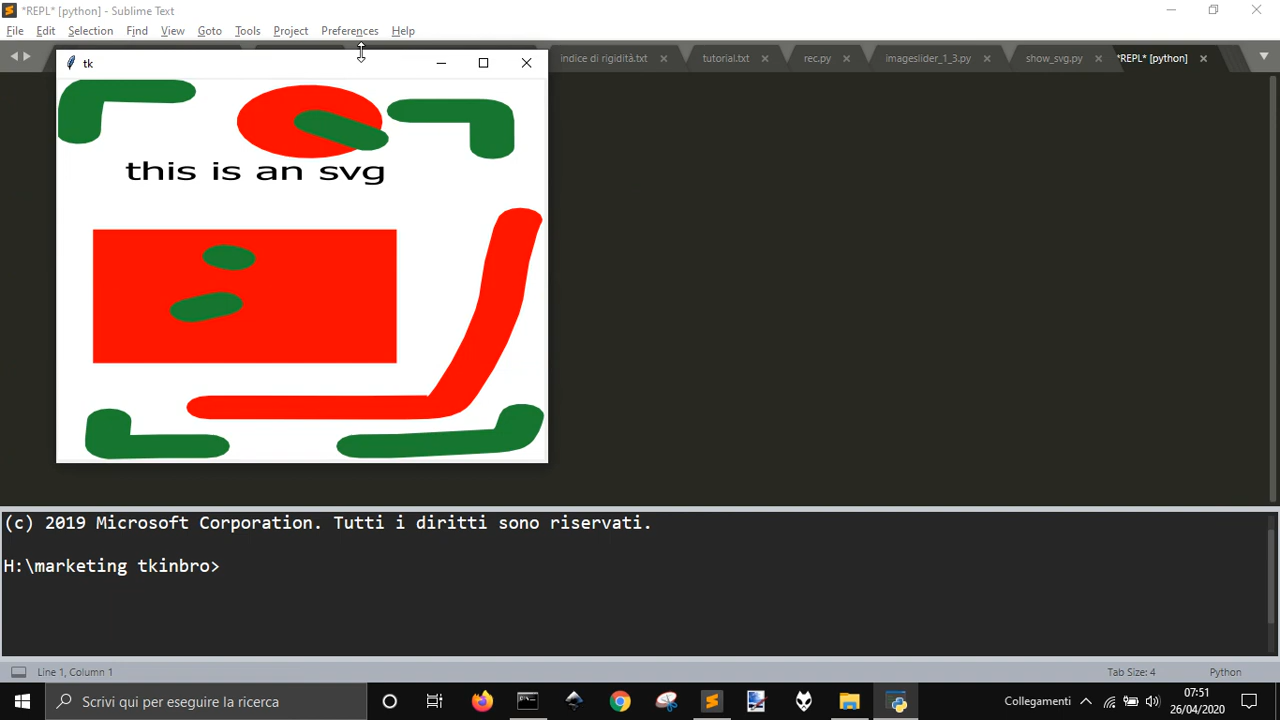 *REPL* [python] - Sublime Text
File Edit Selection Find View Goto Tools Project Preferences Help
indice di rigidità.txt tutorial.txt rec.py imageslider_1_3.py show_svg.py *REPL* [python]
tk
this is an svg
(c) 2019 Microsoft Corporation. Tutti i diritti sono riservati.
H:\marketing tkinbro>
Line 1, Column 1 Tab Size: 4 Python
Scrivi qui per eseguire la ricerca Collegamenti 07:51
26/04/2020